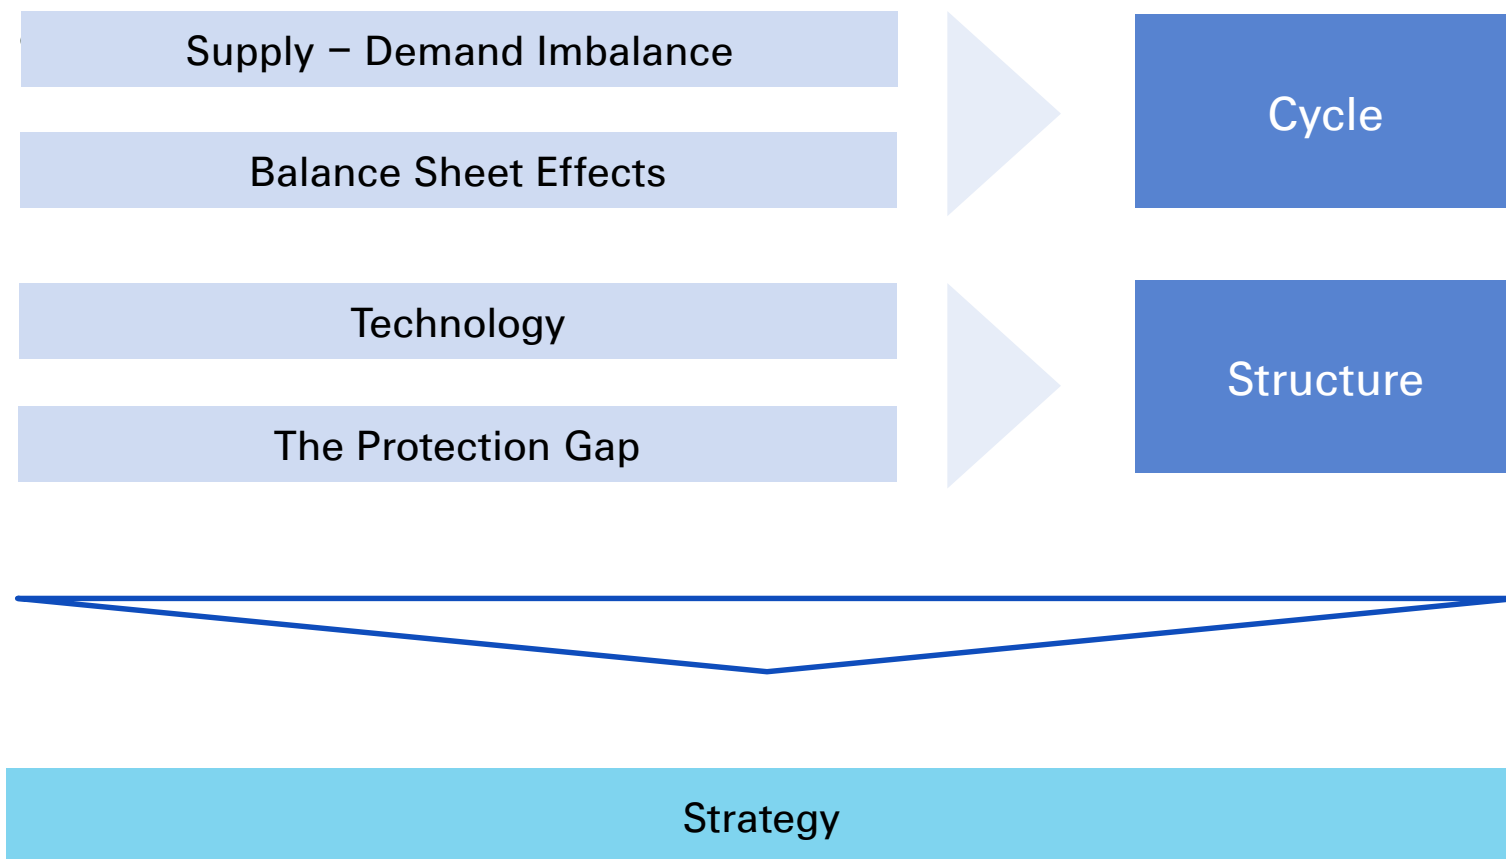 Supply – Demand Imbalance
Balance Sheet Effects
Cycle
Technology
The Protection Gap
Structure
Strategy